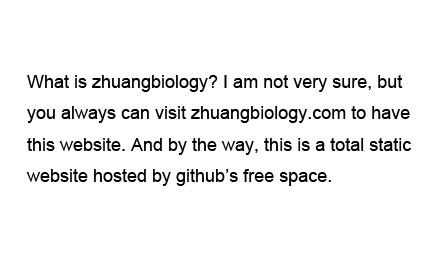 What is zhuangbiology? I am not very sure, but
you always can visit zhuangbiology.com to have
this website. And by the way, this is a total static
website hosted by github’s free space.